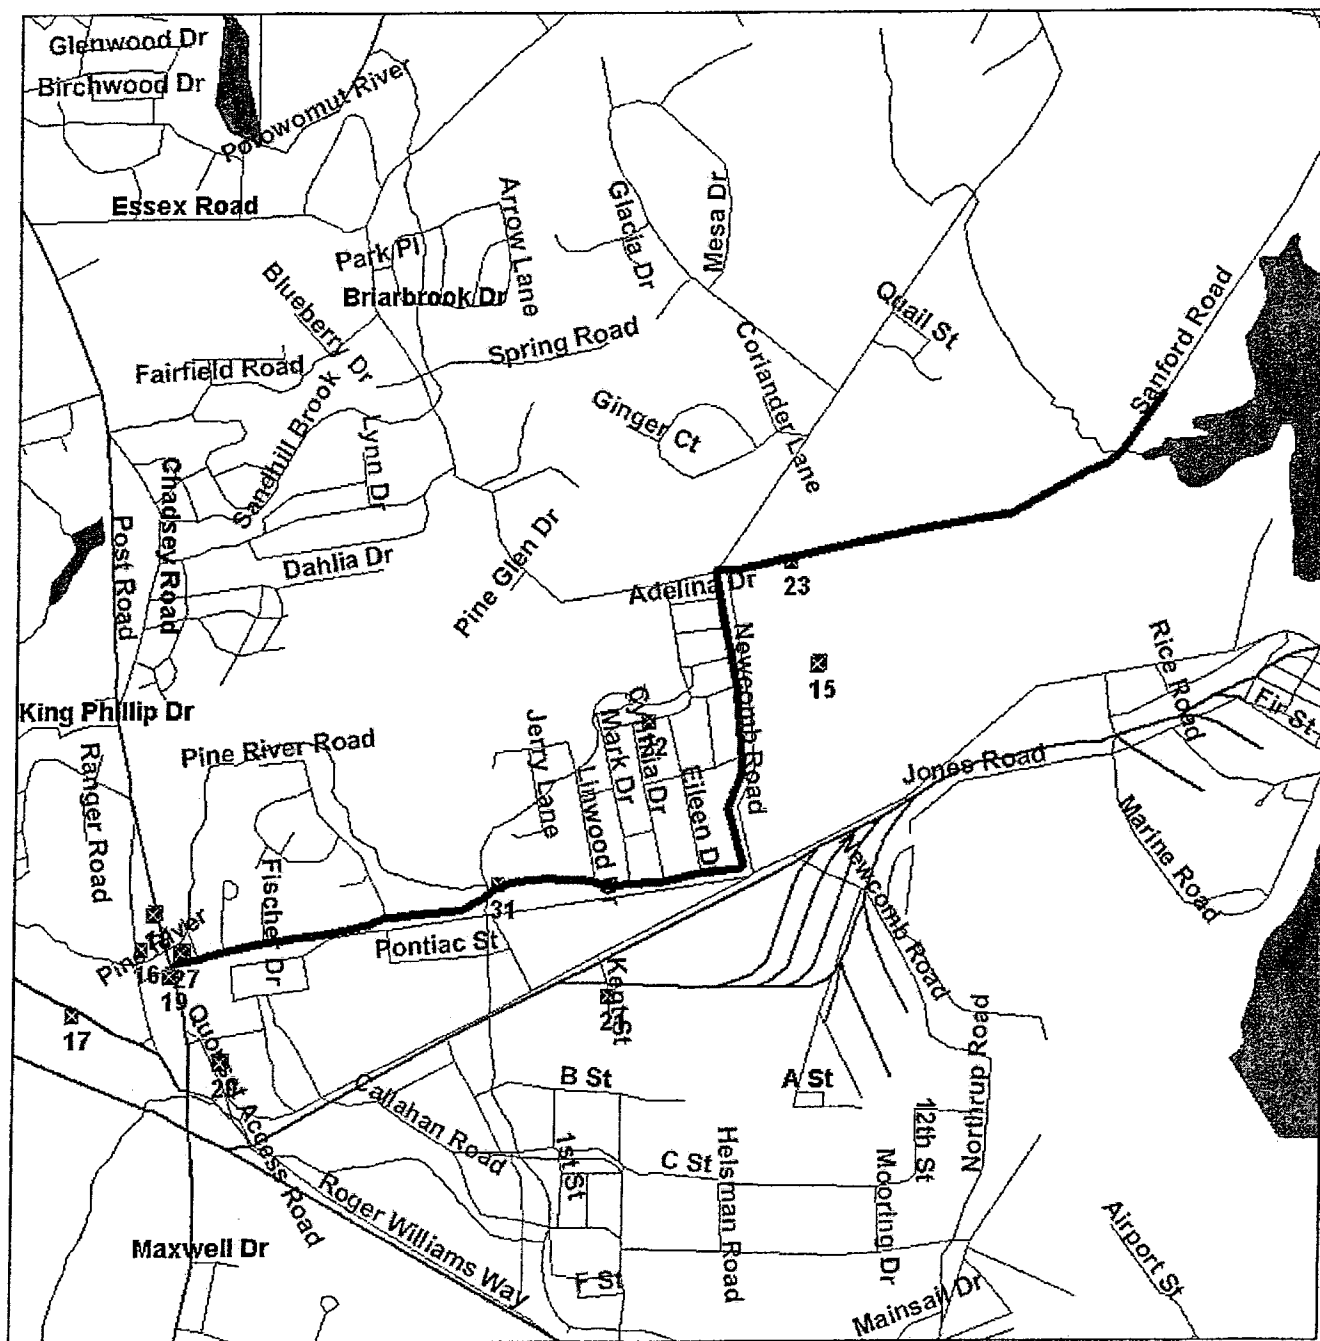 Glenwood Dr
Birchwood Dr
Potowomut River
Essex Road
Arrow Lane
Glacia Dr
Mesa Dr
Park Pl
Briarbrook Dr
Blueberry Dr
Quail St
Sanford Road
Spring Road
Fairfield Road
Coriander Lane
Ginger Ct
Sandhill Brook
Lynn Dr
Chadsey Road
Post Road
Dahlia Dr
Pine Glen Dr
Adelina Dr
23
Newcomb Road
15
Rice Road
Fir St
King Phillip Dr
Pine River Road
Ranger Road
Jerry Lane
Linwood Dr
Mark Dr
Cynthia Dr
Eileen Dr
Jones Road
Marine Road
Newcomb Road
Fischer Dr
31
Pontiac St
Pine River
16
27
19
17
Kent St
21
Northrup Road
Access Road
B St
A St
Callahan Road
12th St
1st St
C St
Helsman Road
Mooring Dr
Roger Williams Way
Maxwell Dr
L St
Airport St
Mainsail Dr